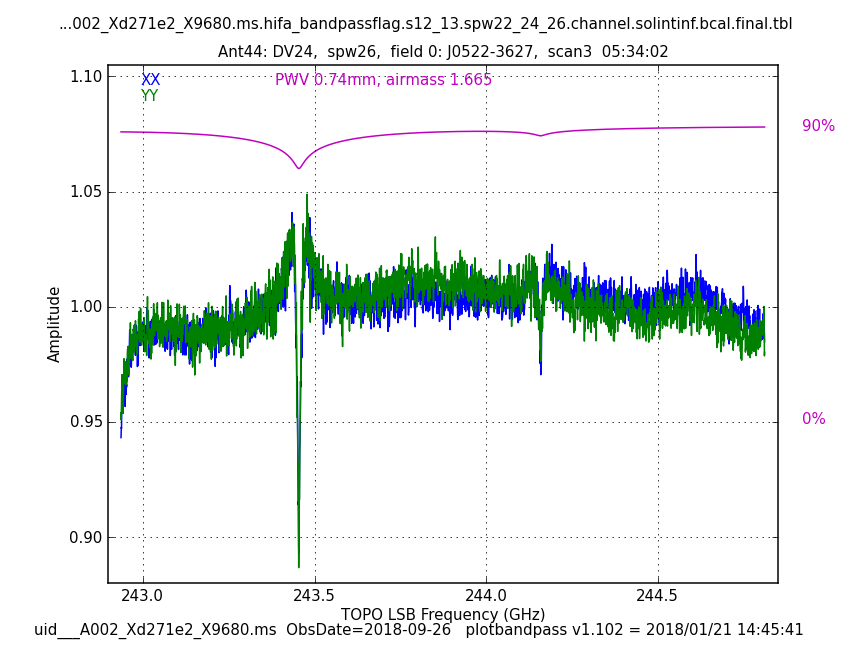 ...002_Xd271e2_X9680.ms.hifa_bandpassflag.s12_13.spw22_24_26.channel.solintinf.bcal.final.tbl
Ant44: DV24,  spw26,  field 0: J0522-3627,  scan3  05:34:02
XX
YY
PWV 0.74mm, airmass 1.665
1.10
1.05
1.00
0.95
0.90
Amplitude
90%
0%
243.0
243.5
244.0
244.5
TOPO LSB Frequency (GHz)
uid___A002_Xd271e2_X9680.ms  ObsDate=2018-09-26   plotbandpass v1.102 = 2018/01/21 14:45:41